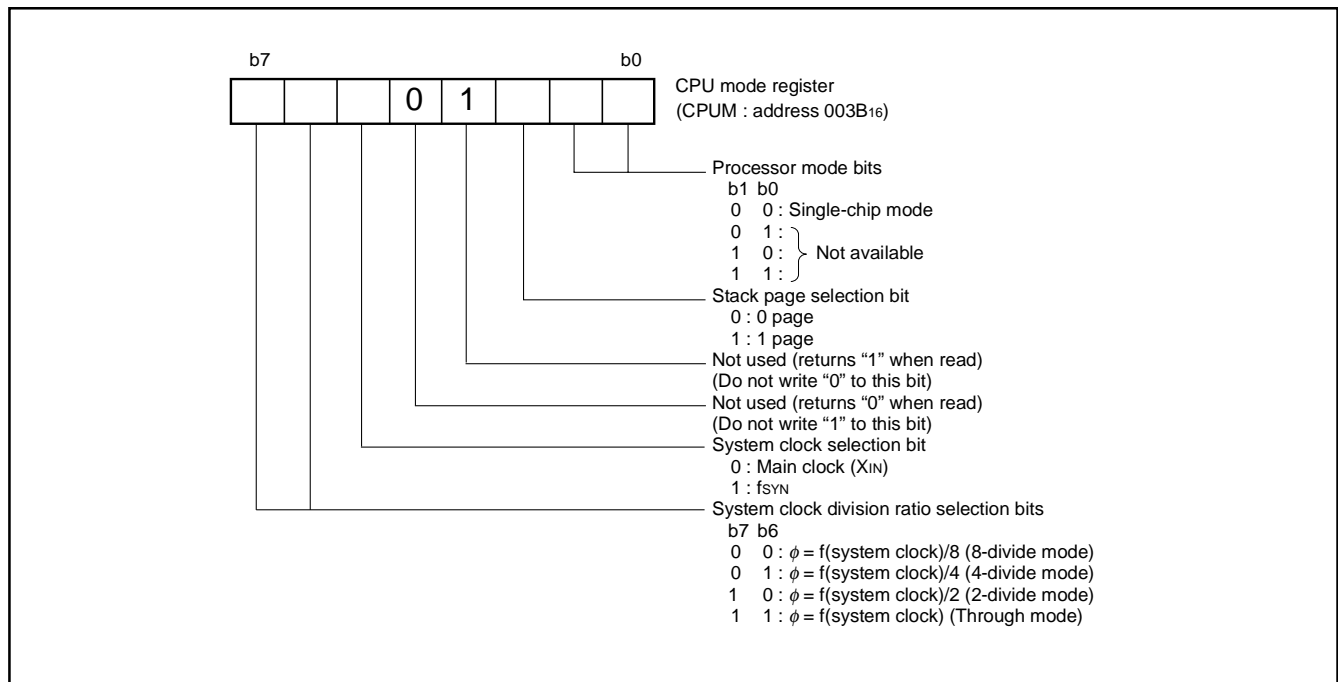 b7 b0
0 1
CPU mode register
(CPUM : address 003B16)
Processor mode bits
b1 b0
0 0 : Single-chip mode
0 1 :
1 0 : Not available
1 1 :
Stack page selection bit
0 : 0 page
1 : 1 page
Not used (returns “1” when read)
(Do not write “0” to this bit)
Not used (returns “0” when read)
(Do not write “1” to this bit)
System clock selection bit
0 : Main clock (XIN)
1 : fSYN
System clock division ratio selection bits
b7 b6
0 0 : ϕ = f(system clock)/8 (8-divide mode)
0 1 : ϕ = f(system clock)/4 (4-divide mode)
1 0 : ϕ = f(system clock)/2 (2-divide mode)
1 1 : ϕ = f(system clock) (Through mode)